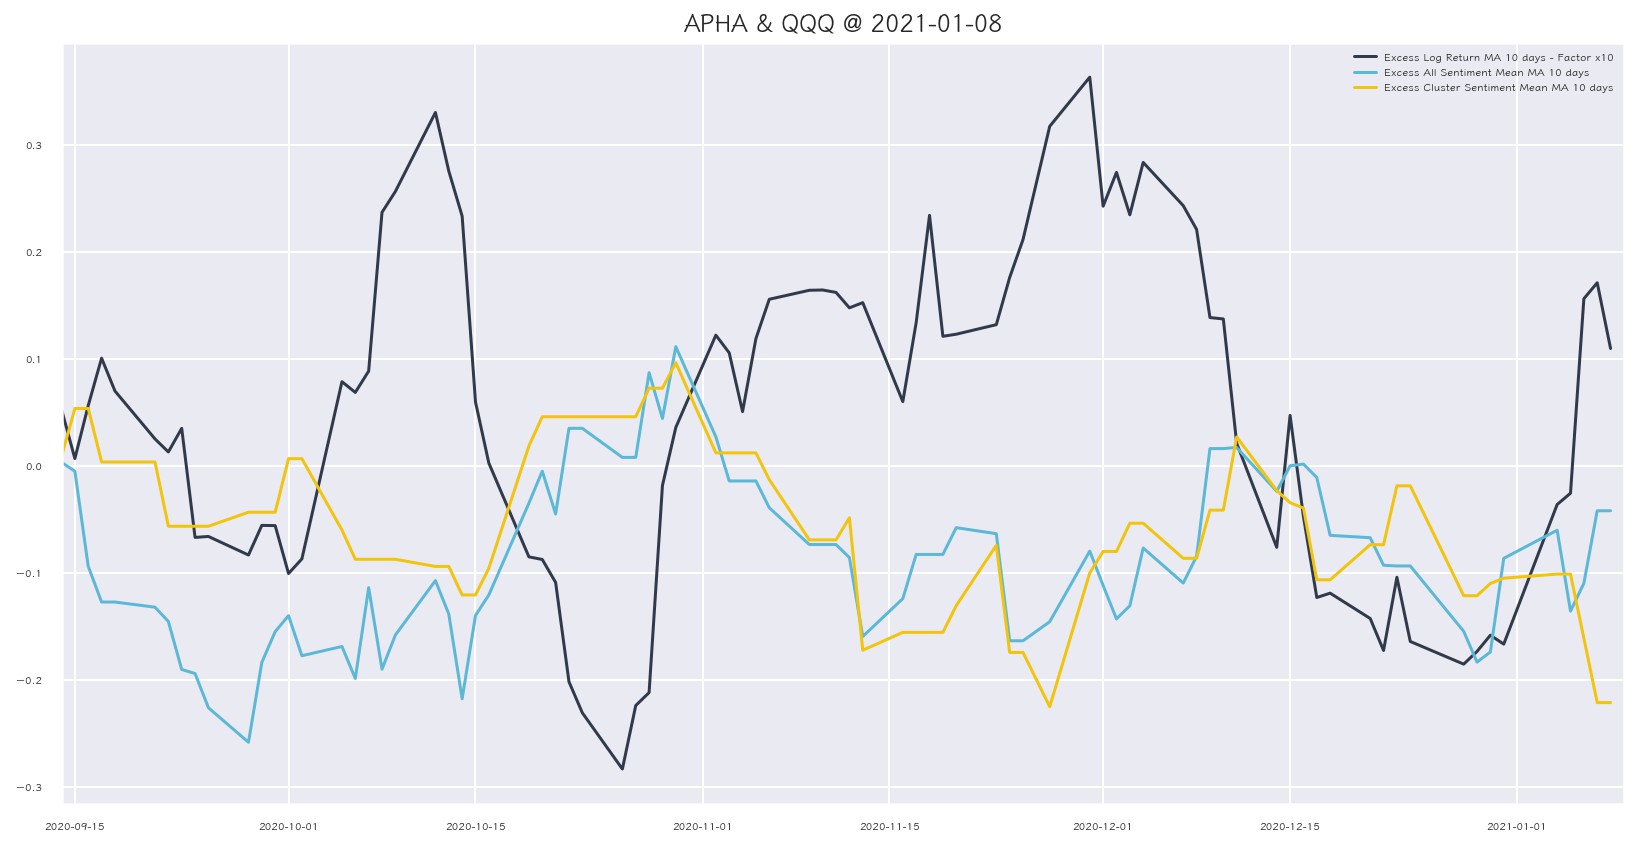 APHA & QQQ @ 2021-01-08
Excess Log Return MA 10 days - Factor x10
Excess All Sentiment Mean MA 10 days
Excess Cluster Sentiment Mean MA 10 days
0.3
0.2
0.1
0.0
−0.1
−0.2
−0.3
2020-09-15 2020-10-01 2020-10-15 2020-11-01 2020-11-15 2020-12-01 2020-12-15 2021-01-01